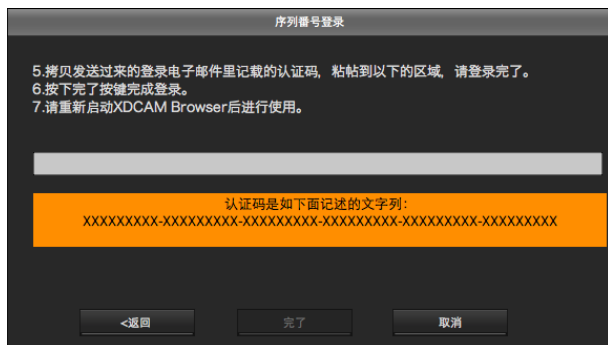 序列番号登录
5.拷贝发送过来的登录电子邮件里记载的认证码, 粘帖到以下的区域, 请登录完了。
6.按下完了按键完成登录。
7.请重新启动XDCAM Browser后进行使用。
认证码是如下面记述的文字列:
XXXXXXXXX-XXXXXXXXX-XXXXXXXXX-XXXXXXXXX-XXXXXXXXX-XXXXXXXXX
<返回
完了
取消